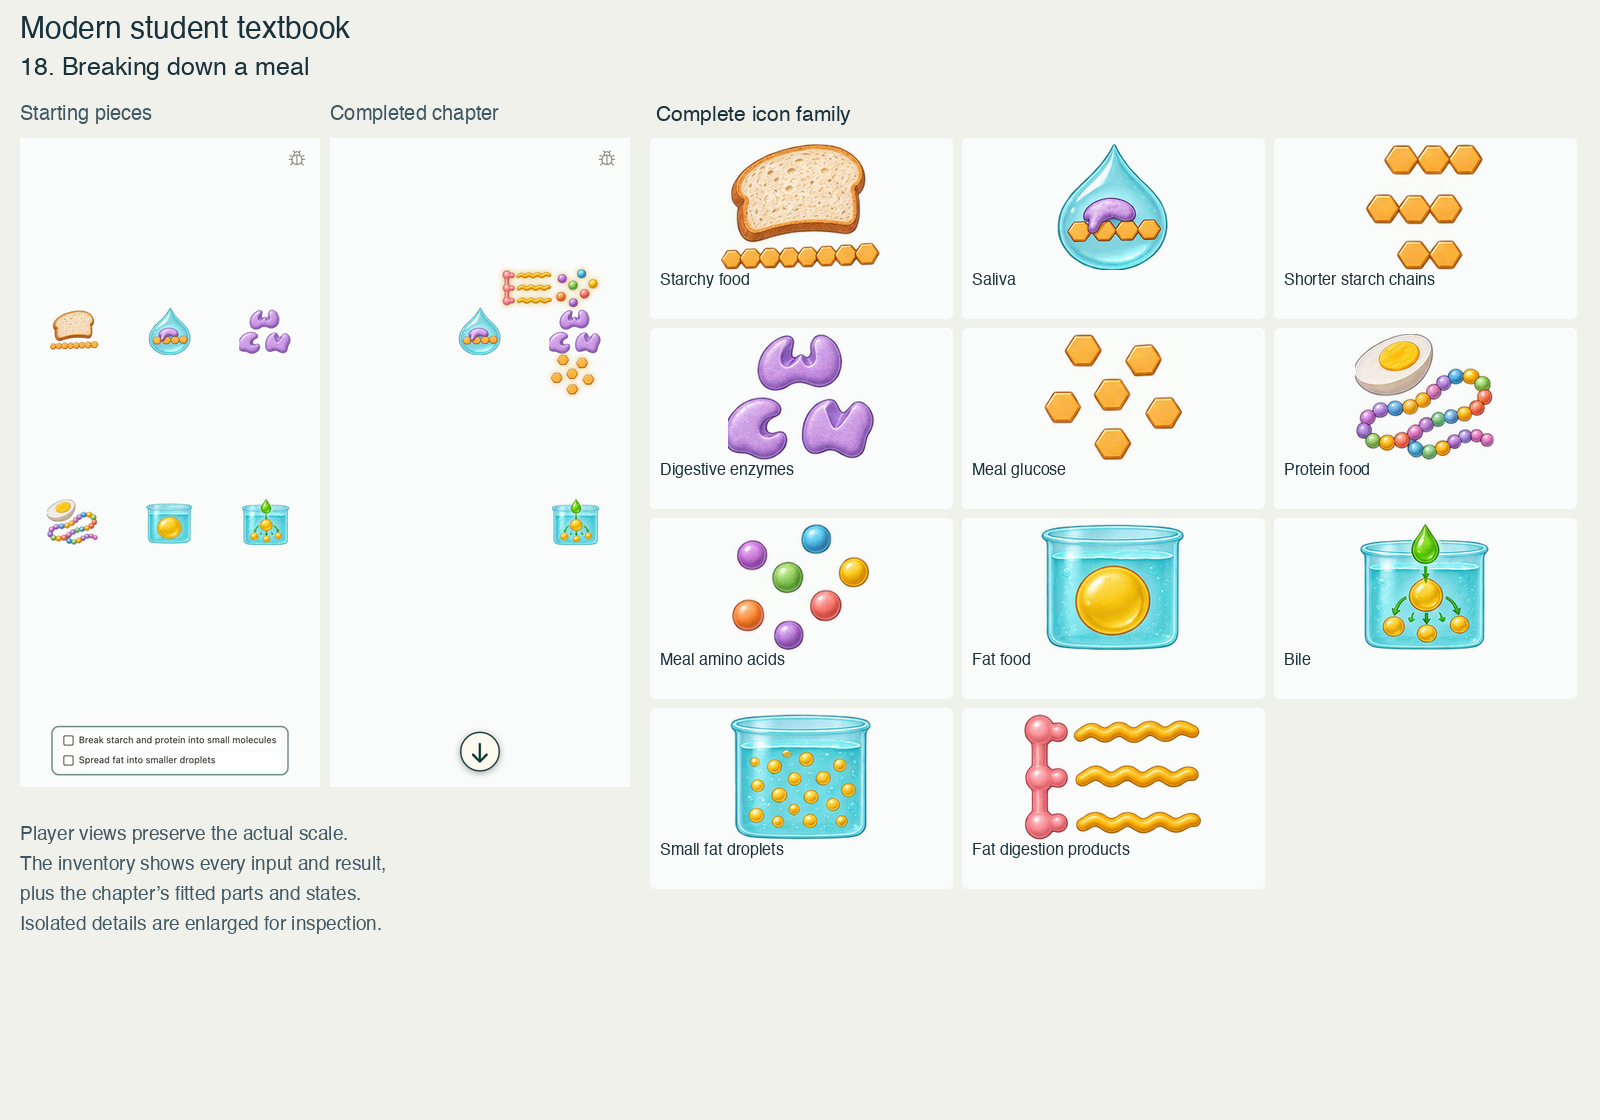 Modern student textbook
18. Breaking down a meal
Starting pieces
Completed chapter
Complete icon family
Starchy food
Saliva
Shorter starch chains
Digestive enzymes
Meal glucose
Protein food
Meal amino acids
Fat food
Bile
Small fat droplets
Fat digestion products
Break starch and protein into small molecules
Spread fat into smaller droplets
Player views preserve the actual scale.
The inventory shows every input and result,
plus the chapter’s fitted parts and states.
Isolated details are enlarged for inspection.